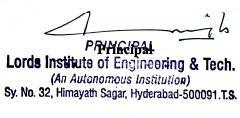 PRINCIPAL
Principal
Lords Institute of Engineering & Tech.
(An Autonomous Institution)
Sy. No. 32, Himayath Sagar, Hyderabad-500091.T.S.